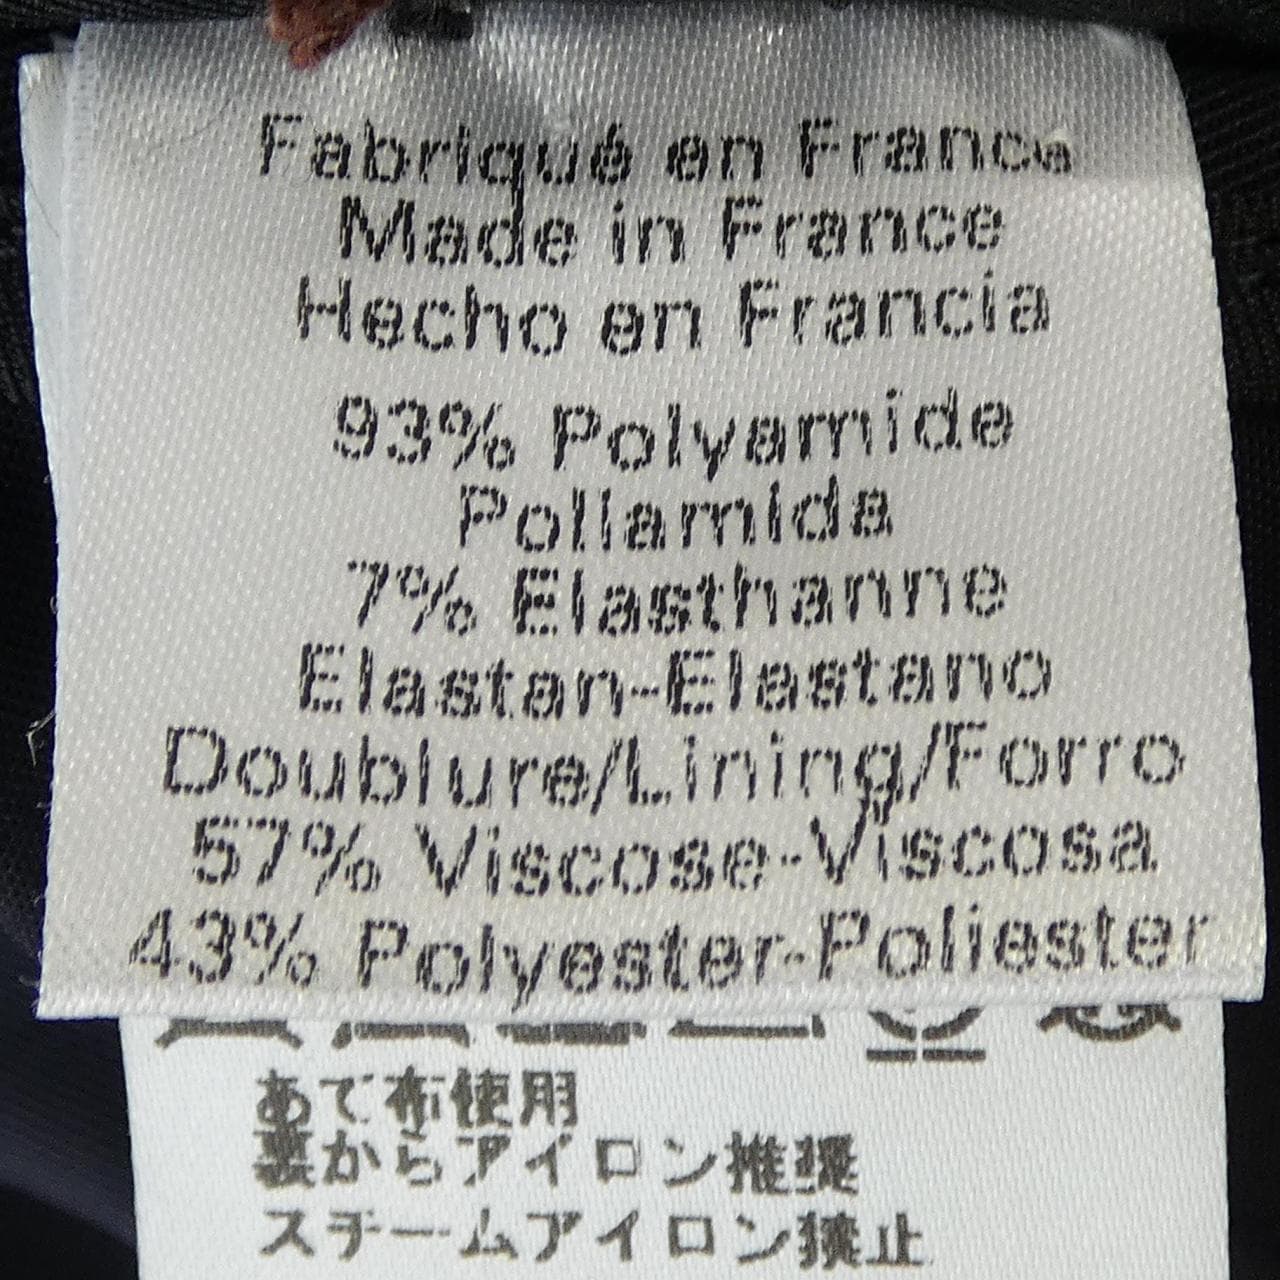 Fabriqué en France
Made in France
Hecho en Francia
93% Polyamide
Poliamida
7% Elasthanne
Elastan-Elastano
Doublure/Lining/Forro
57% Viscose-Viscosa
43% Polyester-Poliester
あて布使用
裏からアイロン推奨
スチームアイロン禁止